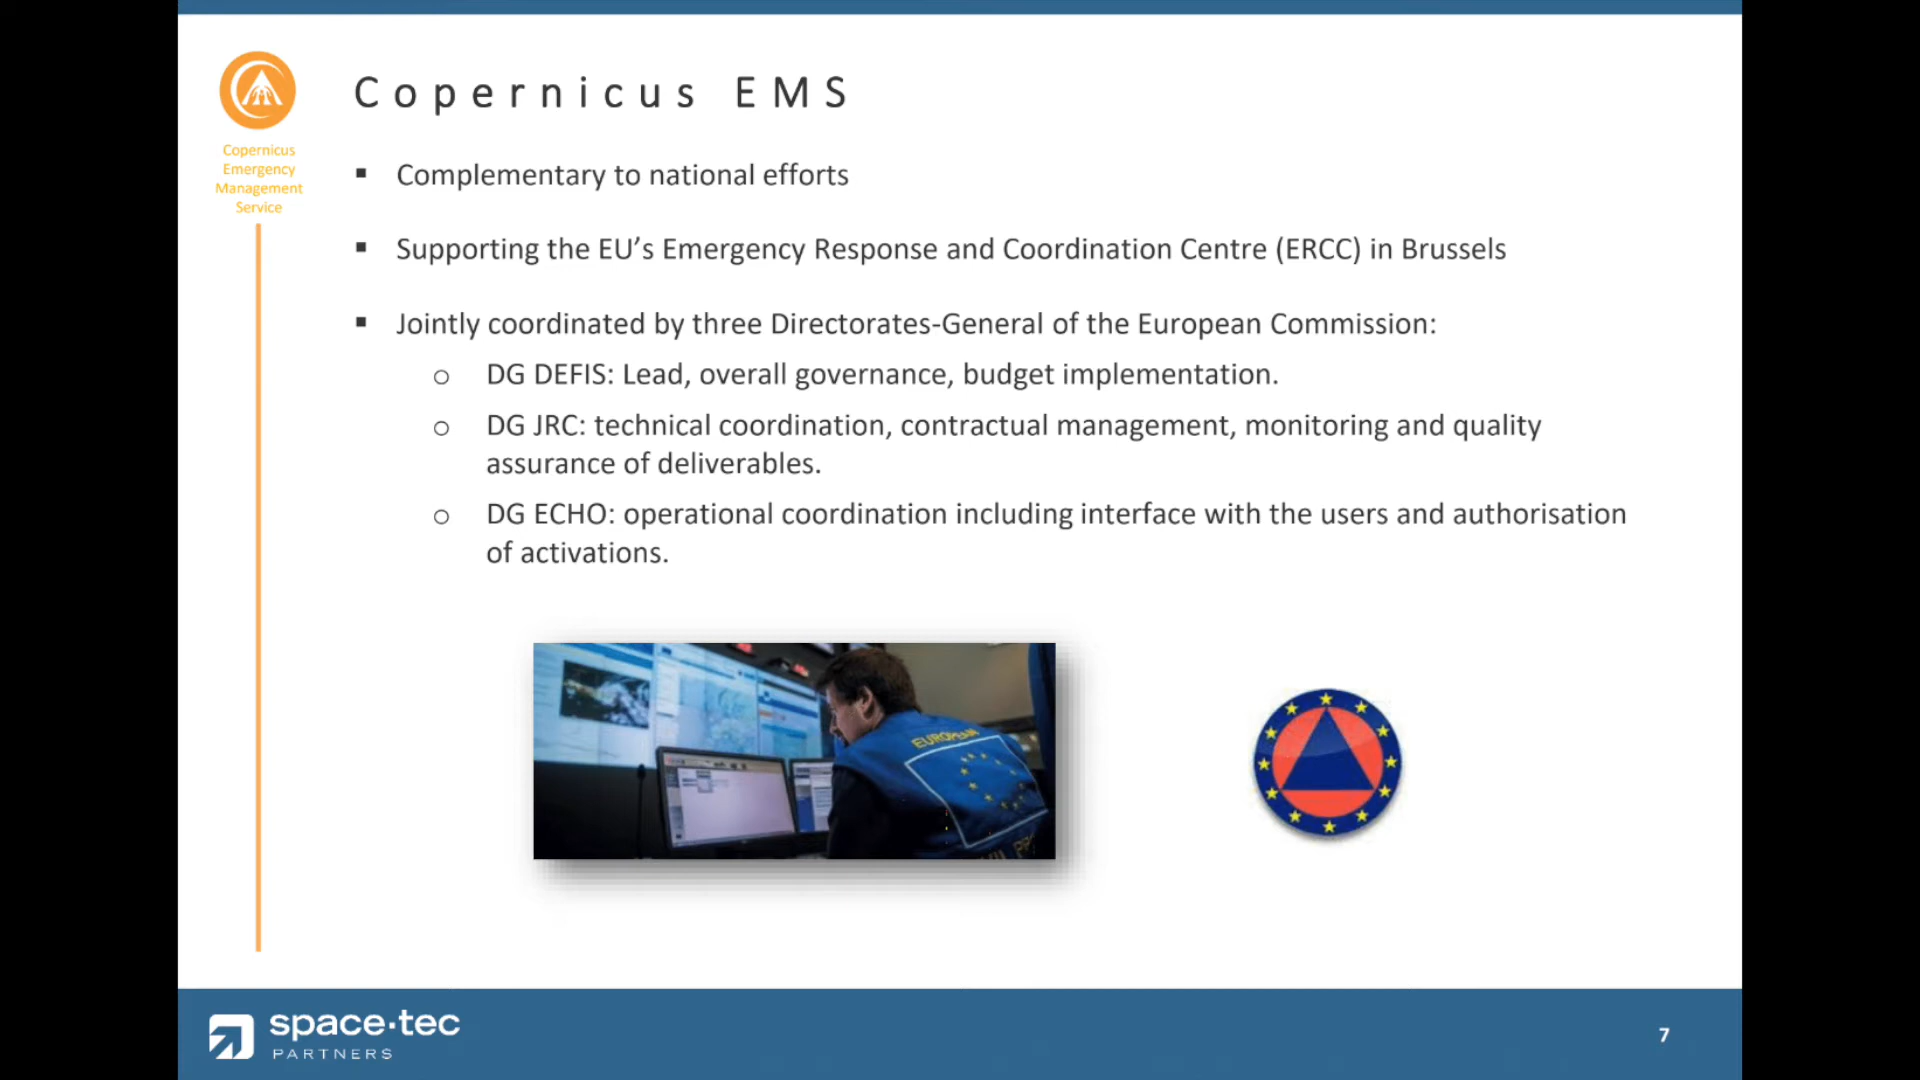 Copernicus EMS
Copernicus
Emergency
Management
Service
▪ Complementary to national efforts
▪ Supporting the EU’s Emergency Response and Coordination Centre (ERCC) in Brussels
▪ Jointly coordinated by three Directorates-General of the European Commission:
o DG DEFIS: Lead, overall governance, budget implementation.
o DG JRC: technical coordination, contractual management, monitoring and quality
assurance of deliverables.
o DG ECHO: operational coordination including interface with the users and authorisation
of activations.
EUROPEAN
space·tec
PARTNERS
7